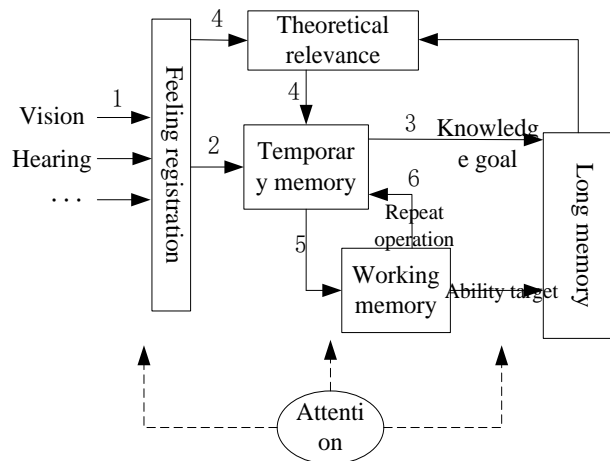 4
Theoretical
relevance
1
Vision
Hearing
...
Feeling registration
2
4
Temporar
y memory
3
Knowledg
e goal
6
Repeat
operation
5
Working
memory
Ability target
Long memory
Attenti
on